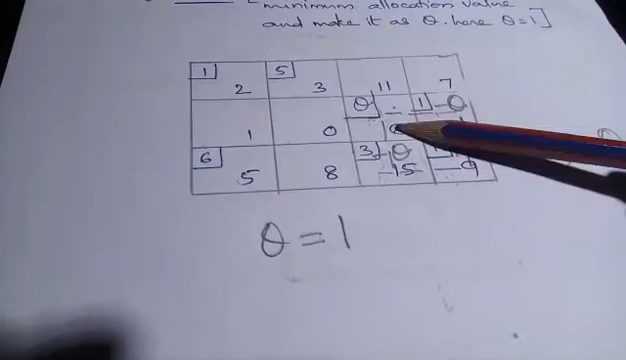 minimum allocation value
and make it as θ. here θ=1]
1 2 5 3 11 7
1 0 θ 1 -θ
6 5 8 3 -θ 15 9
θ = 1